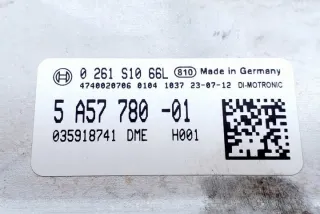 BOSCH 0 261 S10 66L 810 Made in Germany
4740020706 0104 1037 23-07-12 DI-MOTRONIC
5 A57 780 -01
035918741 DME H001